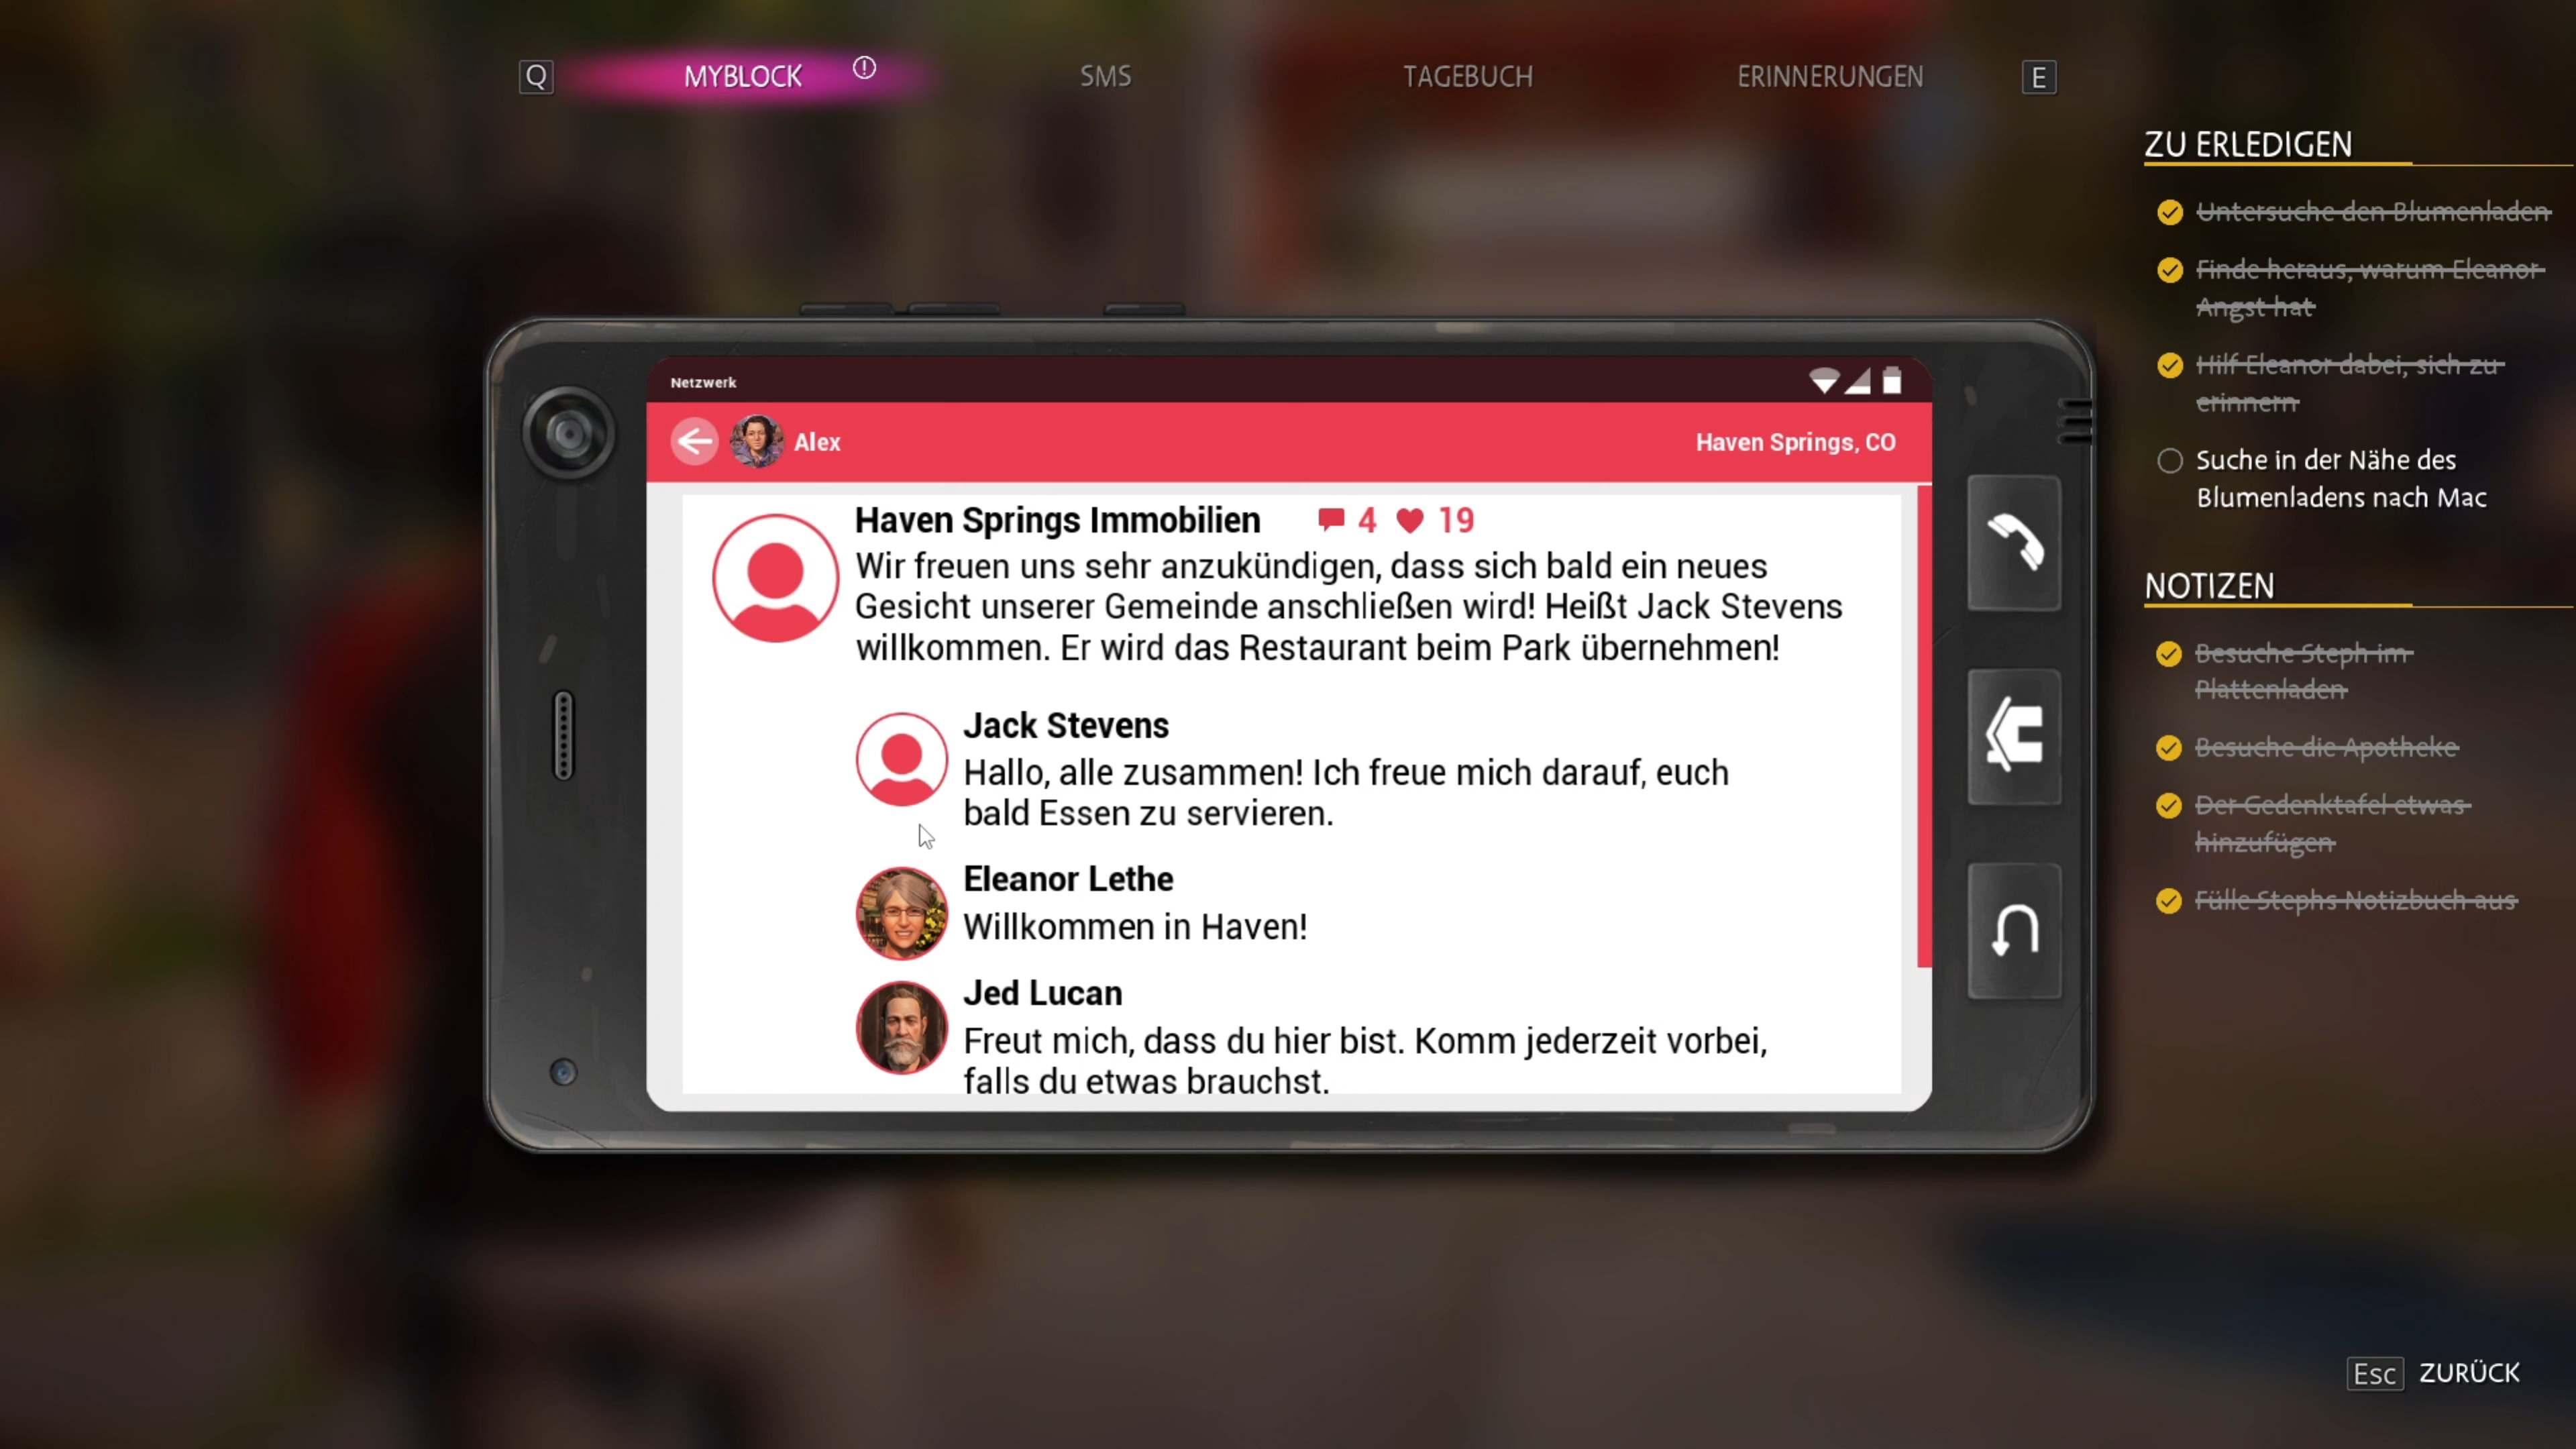 Q MYBLOCK SMS TAGEBUCH ERINNERUNGEN E
Netzwerk
Alex
Haven Springs, CO
Haven Springs Immobilien 4 19
Wir freuen uns sehr anzukündigen, dass sich bald ein neues
Gesicht unserer Gemeinde anschließen wird! Heißt Jack Stevens
willkommen. Er wird das Restaurant beim Park übernehmen!
Jack Stevens
Hallo, alle zusammen! Ich freue mich darauf, euch
bald Essen zu servieren.
Eleanor Lethe
Willkommen in Haven!
Jed Lucan
Freut mich, dass du hier bist. Komm jederzeit vorbei,
falls du etwas brauchst.
ZU ERLEDIGEN
Untersuche den Blumenladen
Finde heraus, warum Eleanor
Angst hat
Hilf Eleanor dabei, sich zu
erinnern
Suche in der Nähe des
Blumenladens nach Mac
NOTIZEN
Besuche Steph im
Plattenladen
Besuche die Apotheke
Der Gedenktafel etwas
hinzufügen
Fülle Stephs Notizbuch aus
Esc ZURÜCK